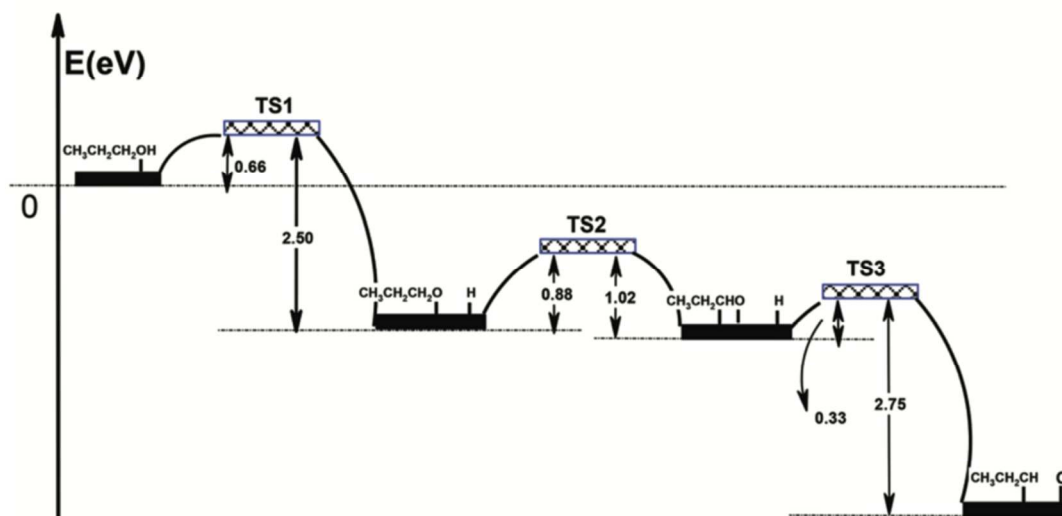 E(eV)
TS1
CH₃CH₂CH₂OH
0.66
0
TS2
2.50
TS3
CH₃CH₂CH₂O H
0.88
1.02
CH₃CH₂CHO H
0.33
2.75
CH₃CH₂CH